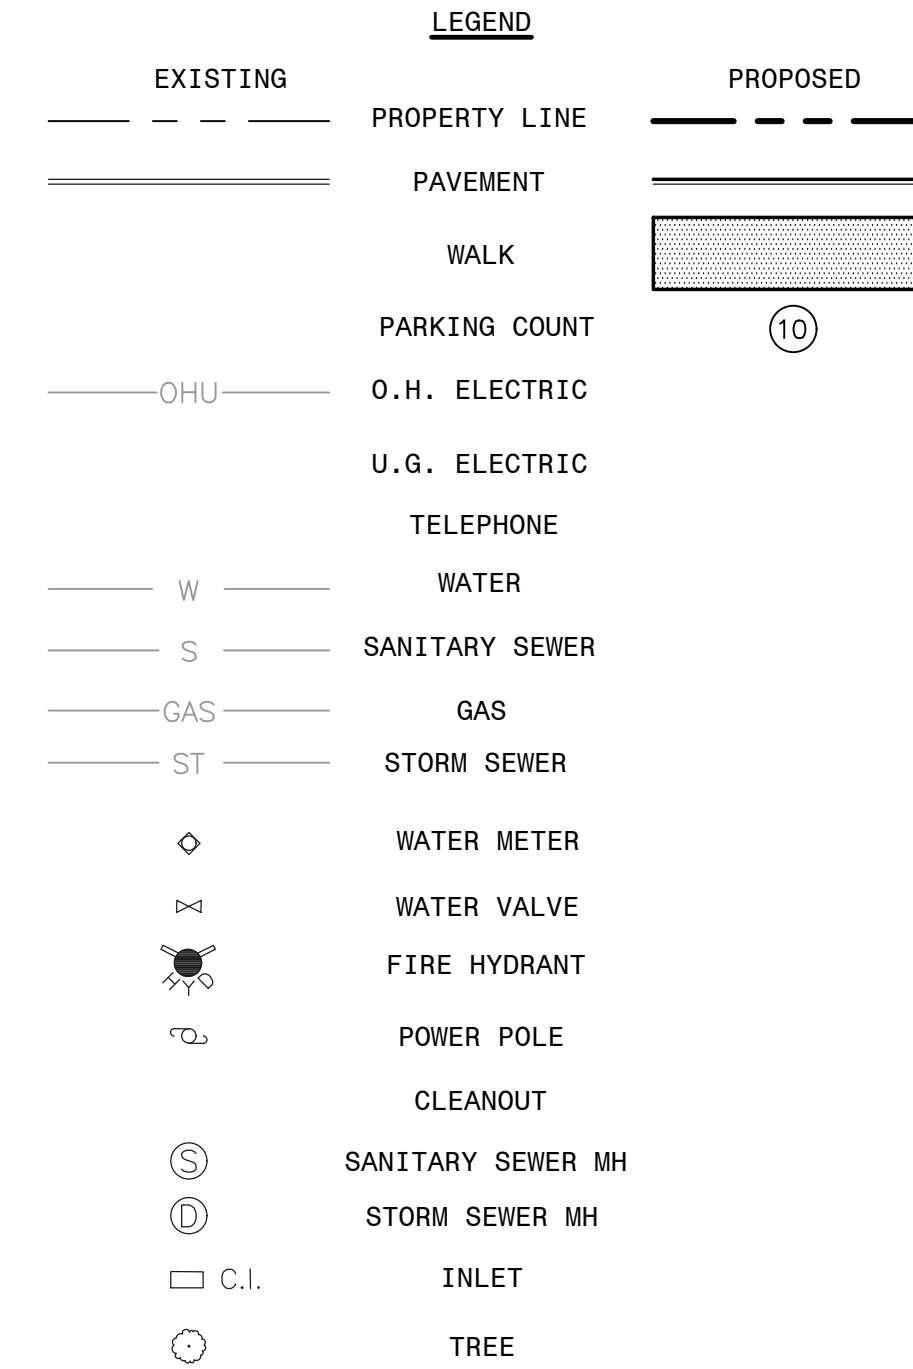 LEGEND
EXISTING PROPOSED
PROPERTY LINE
PAVEMENT
WALK
PARKING COUNT 10
OHU O.H. ELECTRIC
U.G. ELECTRIC
TELEPHONE
W WATER
S SANITARY SEWER
GAS GAS
ST STORM SEWER
WATER METER
WATER VALVE
HYD FIRE HYDRANT
POWER POLE
CLEANOUT
S SANITARY SEWER MH
D STORM SEWER MH
C.I. INLET
TREE